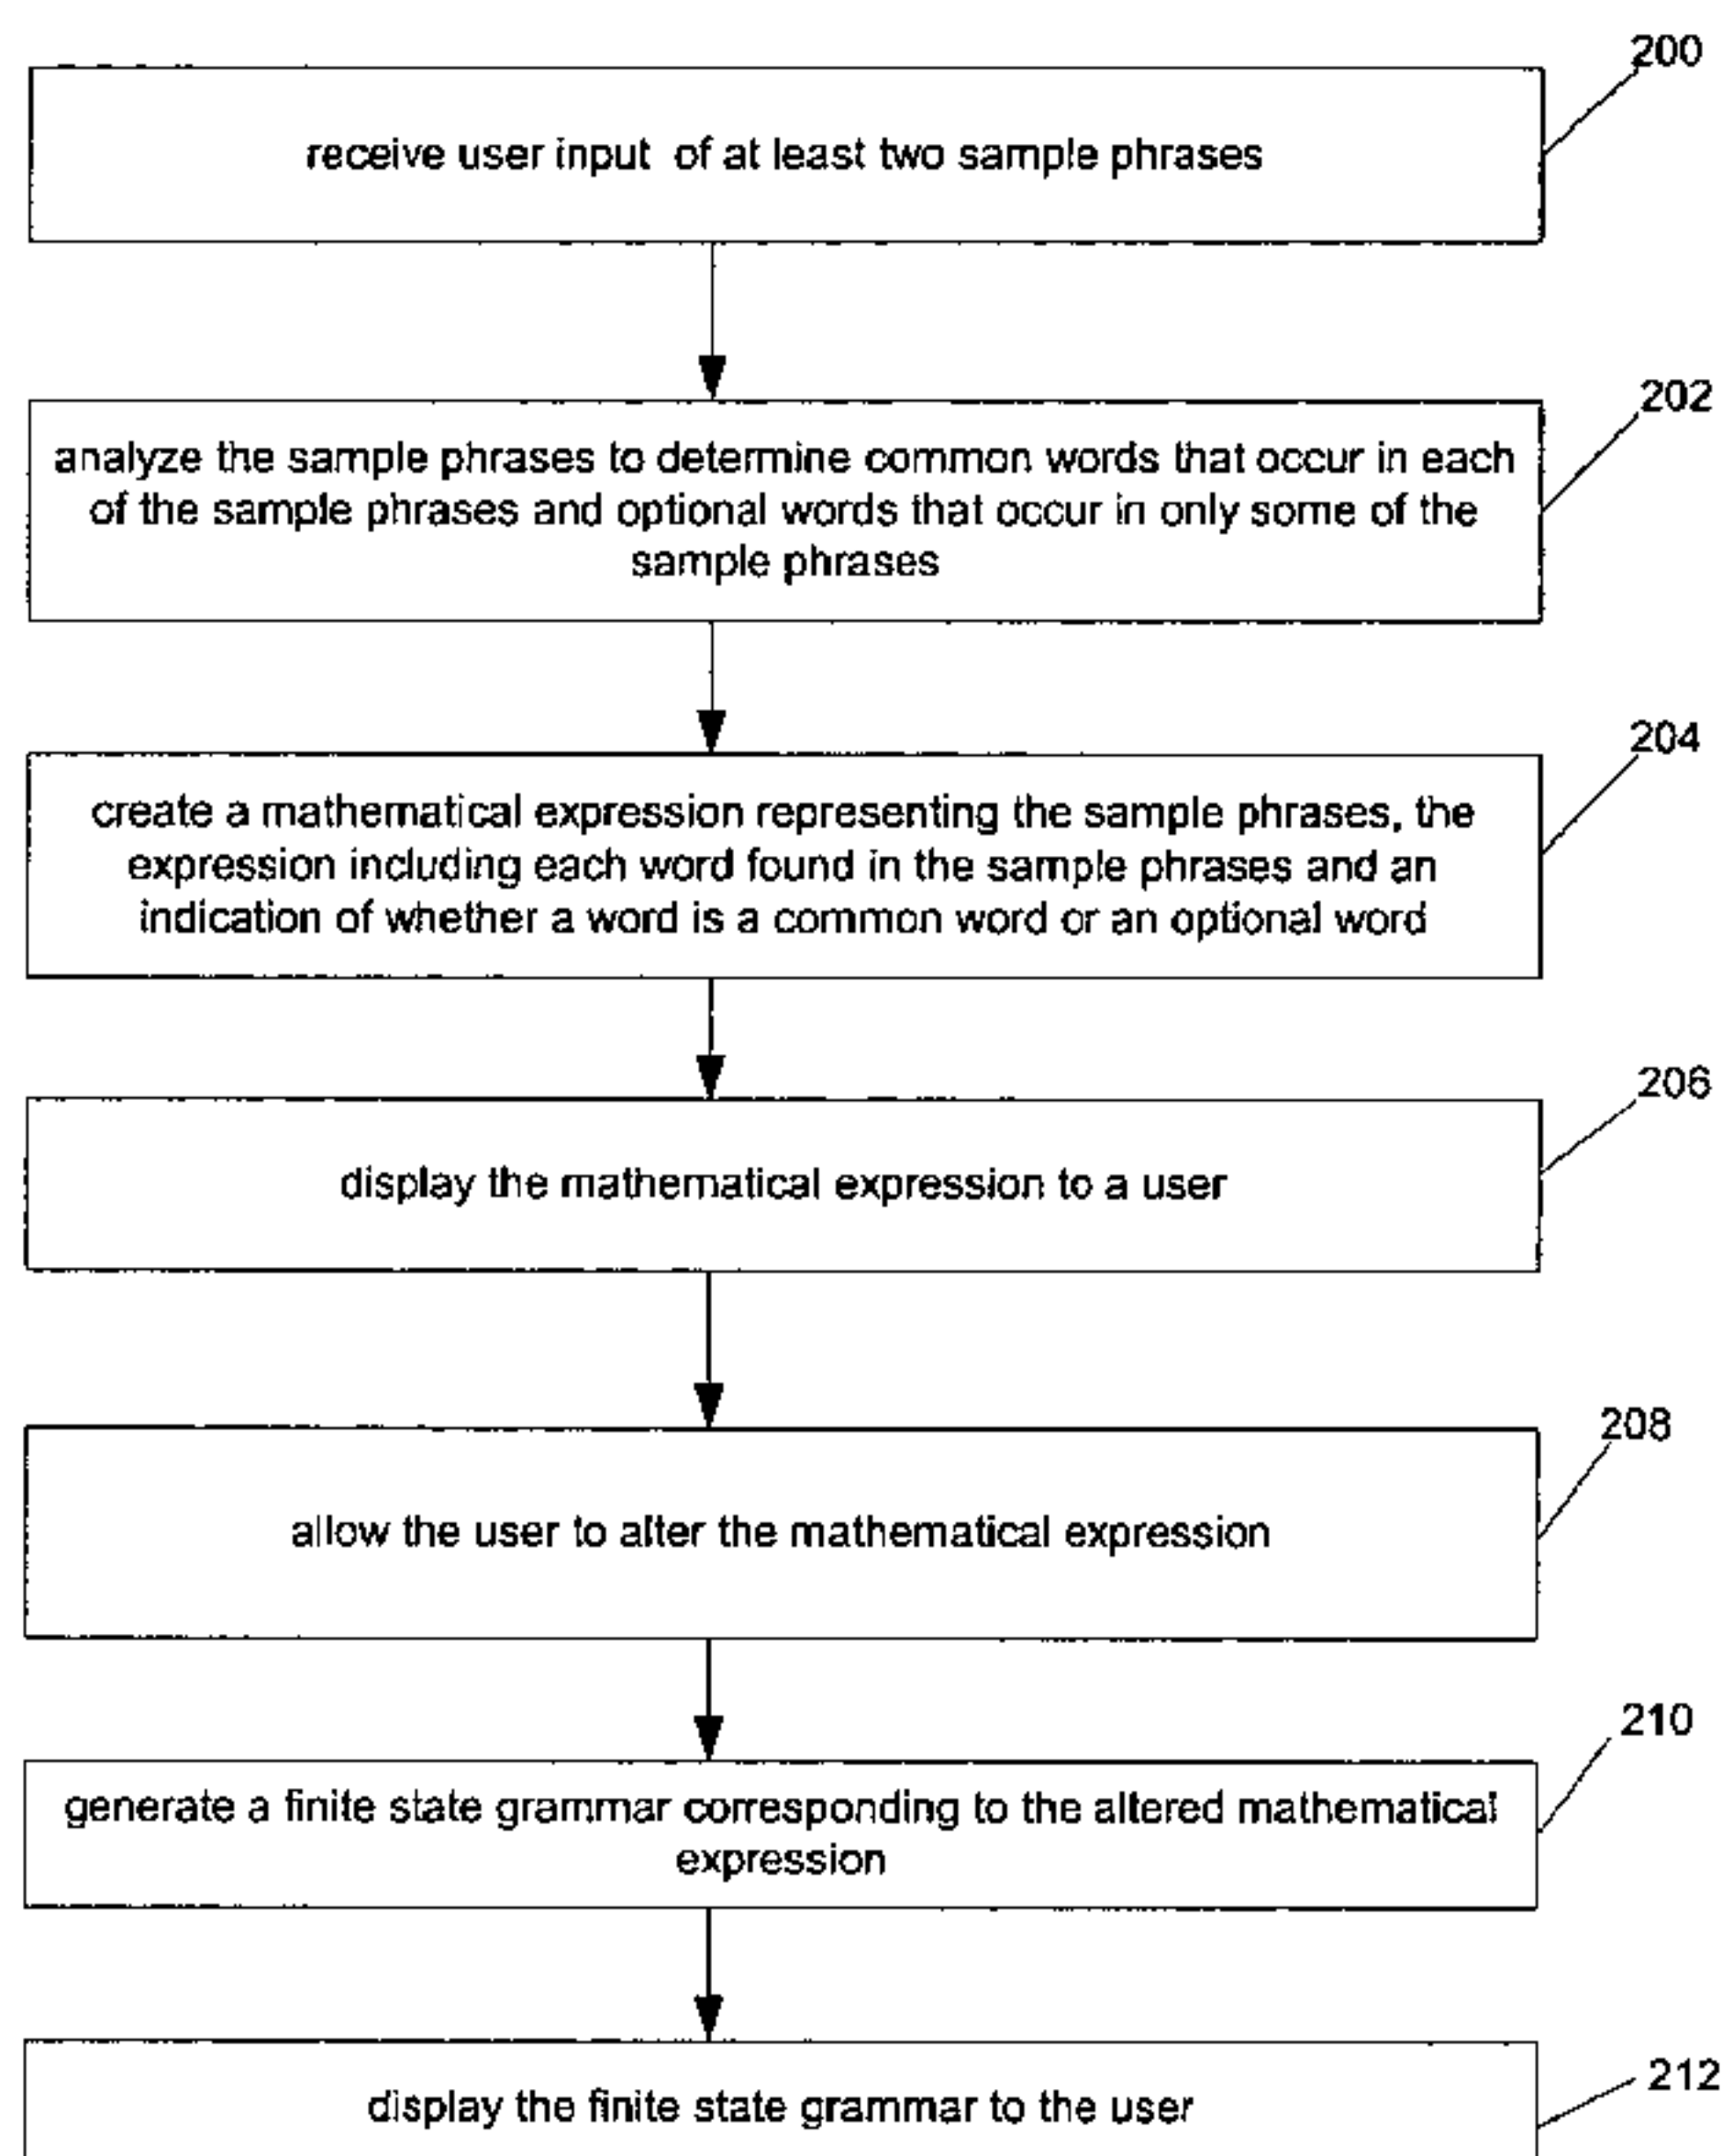 200
receive user input of at least two sample phrases
202
analyze the sample phrases to determine common words that occur in each
of the sample phrases and optional words that occur in only some of the
sample phrases
204
create a mathematical expression representing the sample phrases, the
expression including each word found in the sample phrases and an
indication of whether a word is a common word or an optional word
206
display the mathematical expression to a user
208
allow the user to alter the mathematical expression
210
generate a finite state grammar corresponding to the altered mathematical
expression
212
display the finite state grammar to the user